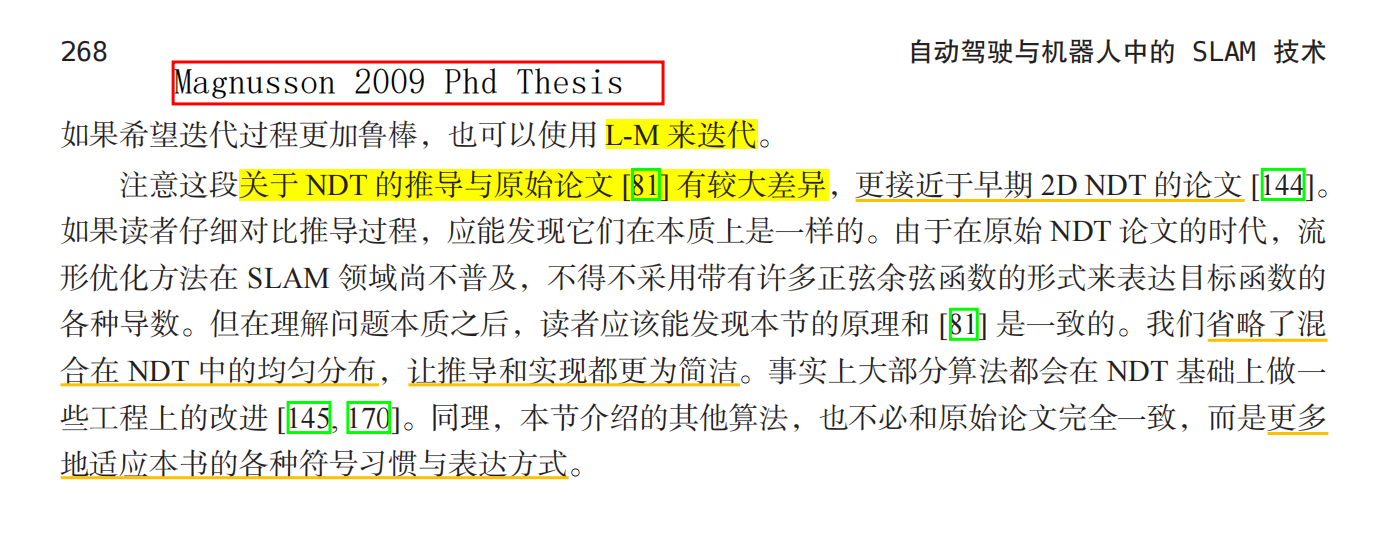 268 自动驾驶与机器人中的 SLAM 技术
Magnusson 2009 Phd Thesis
如果希望迭代过程更加鲁棒，也可以使用 L-M 来迭代。
注意这段关于 NDT 的推导与原始论文 [81] 有较大差异，更接近于早期 2D NDT 的论文 [144]。
如果读者仔细对比推导过程，应能发现它们在本质上是一样的。由于在原始 NDT 论文的时代，流
形优化方法在 SLAM 领域尚不普及，不得不采用带有许多正弦余弦函数的形式来表达目标函数的
各种导数。但在理解问题本质之后，读者应该能发现本节的原理和 [81] 是一致的。我们省略了混
合在 NDT 中的均匀分布，让推导和实现都更为简洁。事实上大部分算法都会在 NDT 基础上做一
些工程上的改进 [145, 170]。同理，本节介绍的其他算法，也不必和原始论文完全一致，而是更多
地适应本书的各种符号习惯与表达方式。